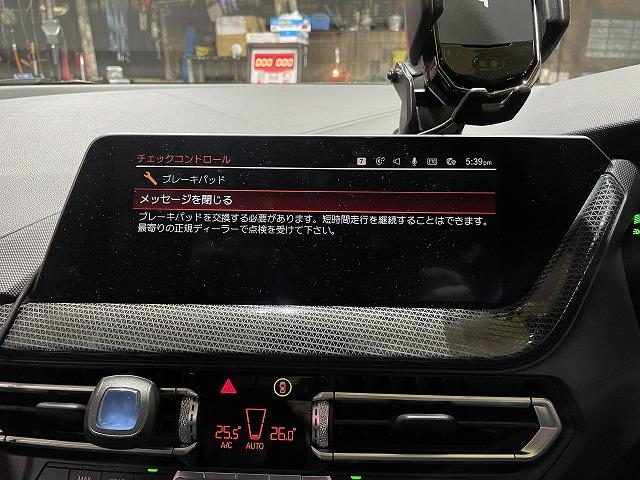 000 000
チェックコントロール
7
5:39pm
ブレーキパッド
メッセージを閉じる
ブレーキパッドを交換する必要があります。短時間走行を継続することはできます。
最寄りの正規ディーラーで点検を受けて下さい。
25.5 26.0
A/C AUTO
MAX